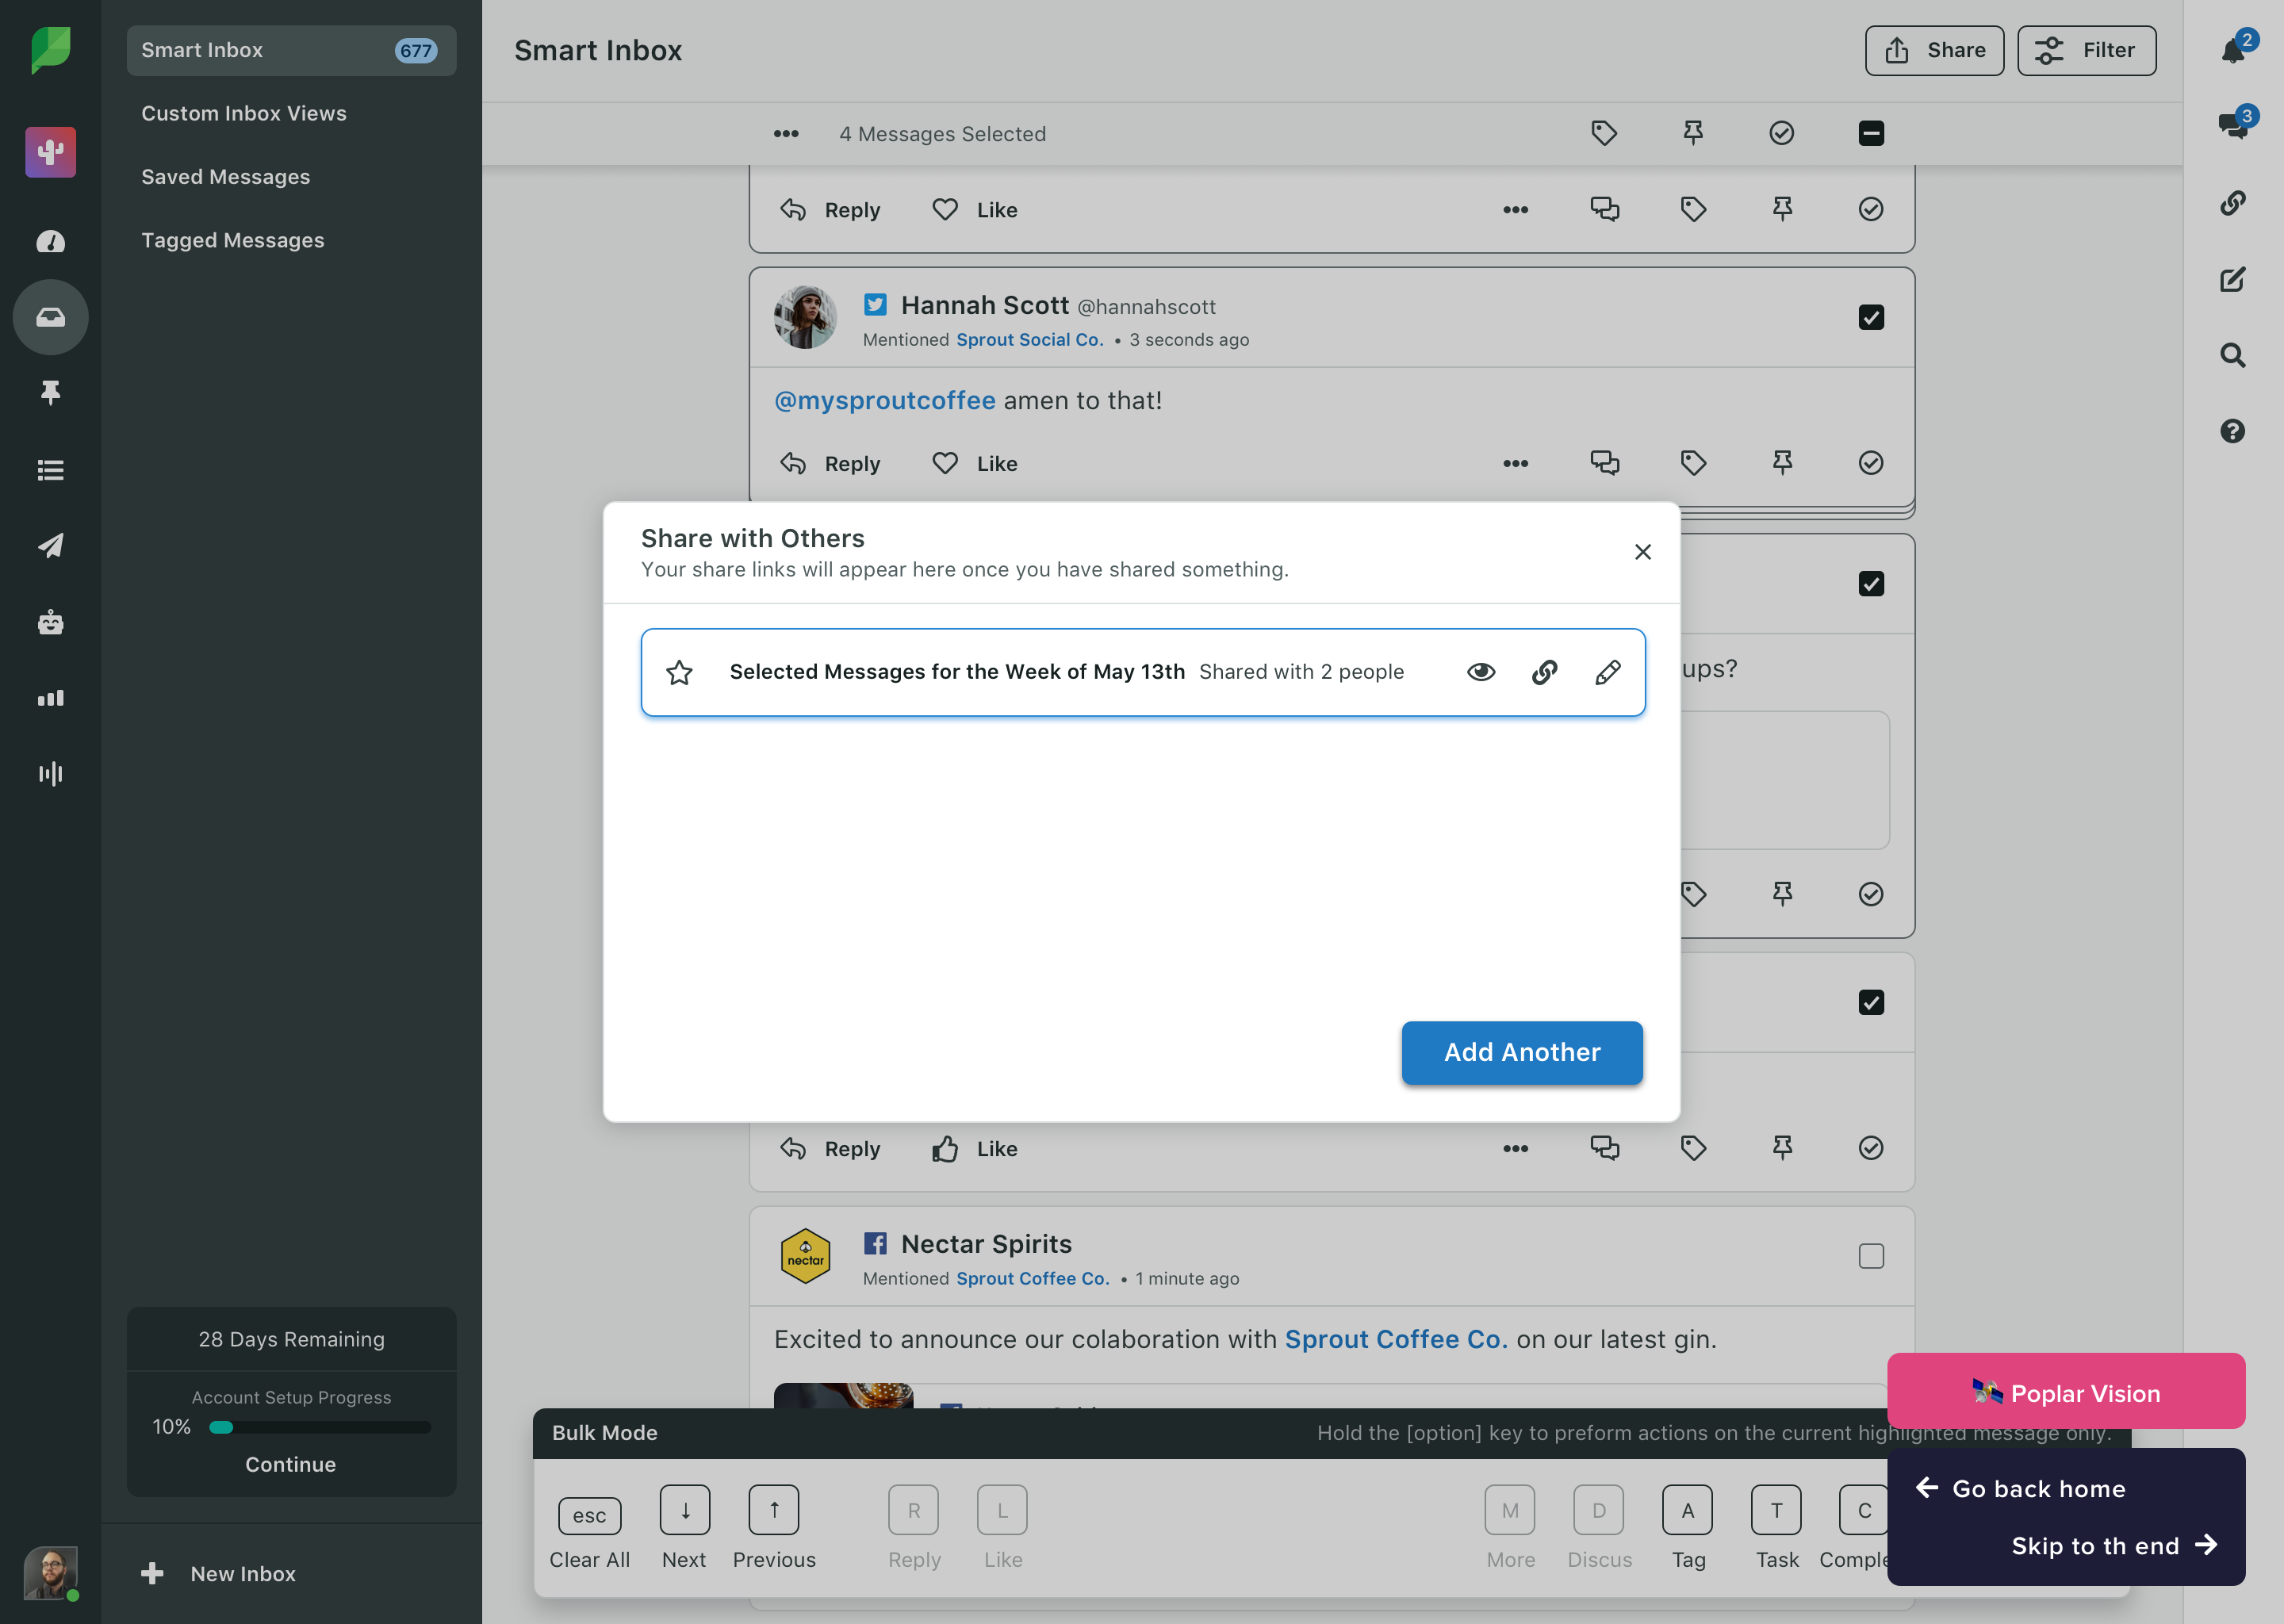 Smart Inbox 677
Custom Inbox Views
Saved Messages
Tagged Messages
28 Days Remaining
Account Setup Progress
10%
Continue
New Inbox
Smart Inbox
Share
Filter
2
3
4 Messages Selected
Reply Like
Hannah Scott @hannahscott
Mentioned Sprout Social Co. • 3 seconds ago
@mysproutcoffee amen to that!
Reply Like
Share with Others
Your share links will appear here once you have shared something.
Selected Messages for the Week of May 13th Shared with 2 people
ups?
Add Another
Reply Like
nectar
Nectar Spirits
Mentioned Sprout Coffee Co. • 1 minute ago
Excited to announce our colaboration with Sprout Coffee Co. on our latest gin.
Bulk Mode
Hold the [option] key to preform actions on the current highlighted message only.
esc ↓ ↑ R L M D A T C
Clear All Next Previous Reply Like More Discus Tag Task Comple
Poplar Vision
← Go back home
Skip to th end →